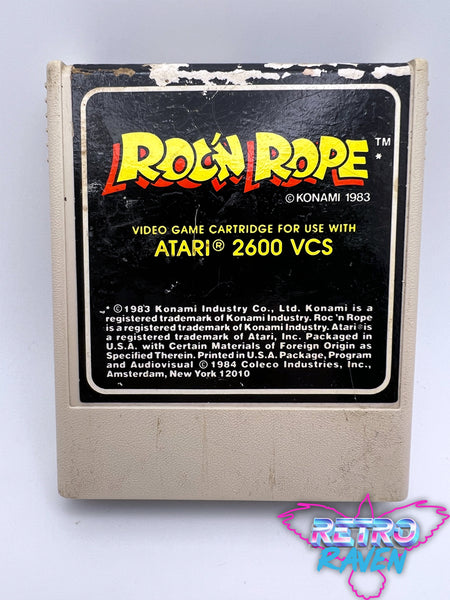 ROC'N ROPE ™
*
© KONAMI 1983
VIDEO GAME CARTRIDGE FOR USE WITH
ATARI® 2600 VCS
* ©1983 Konami Industry Co., Ltd. Konami is a
registered trademark of Konami Industry. Roc 'n Rope
is a registered trademark of Konami Industry. Atari® is
a registered trademark of Atari, Inc. Packaged in
U.S.A. with Certain Materials of Foreign Origin as
Specified Therein. Printed in U.S.A. Package, Program
and Audiovisual © 1984 Coleco Industries, Inc.,
Amsterdam, New York 12010
RETRO
RAVEN